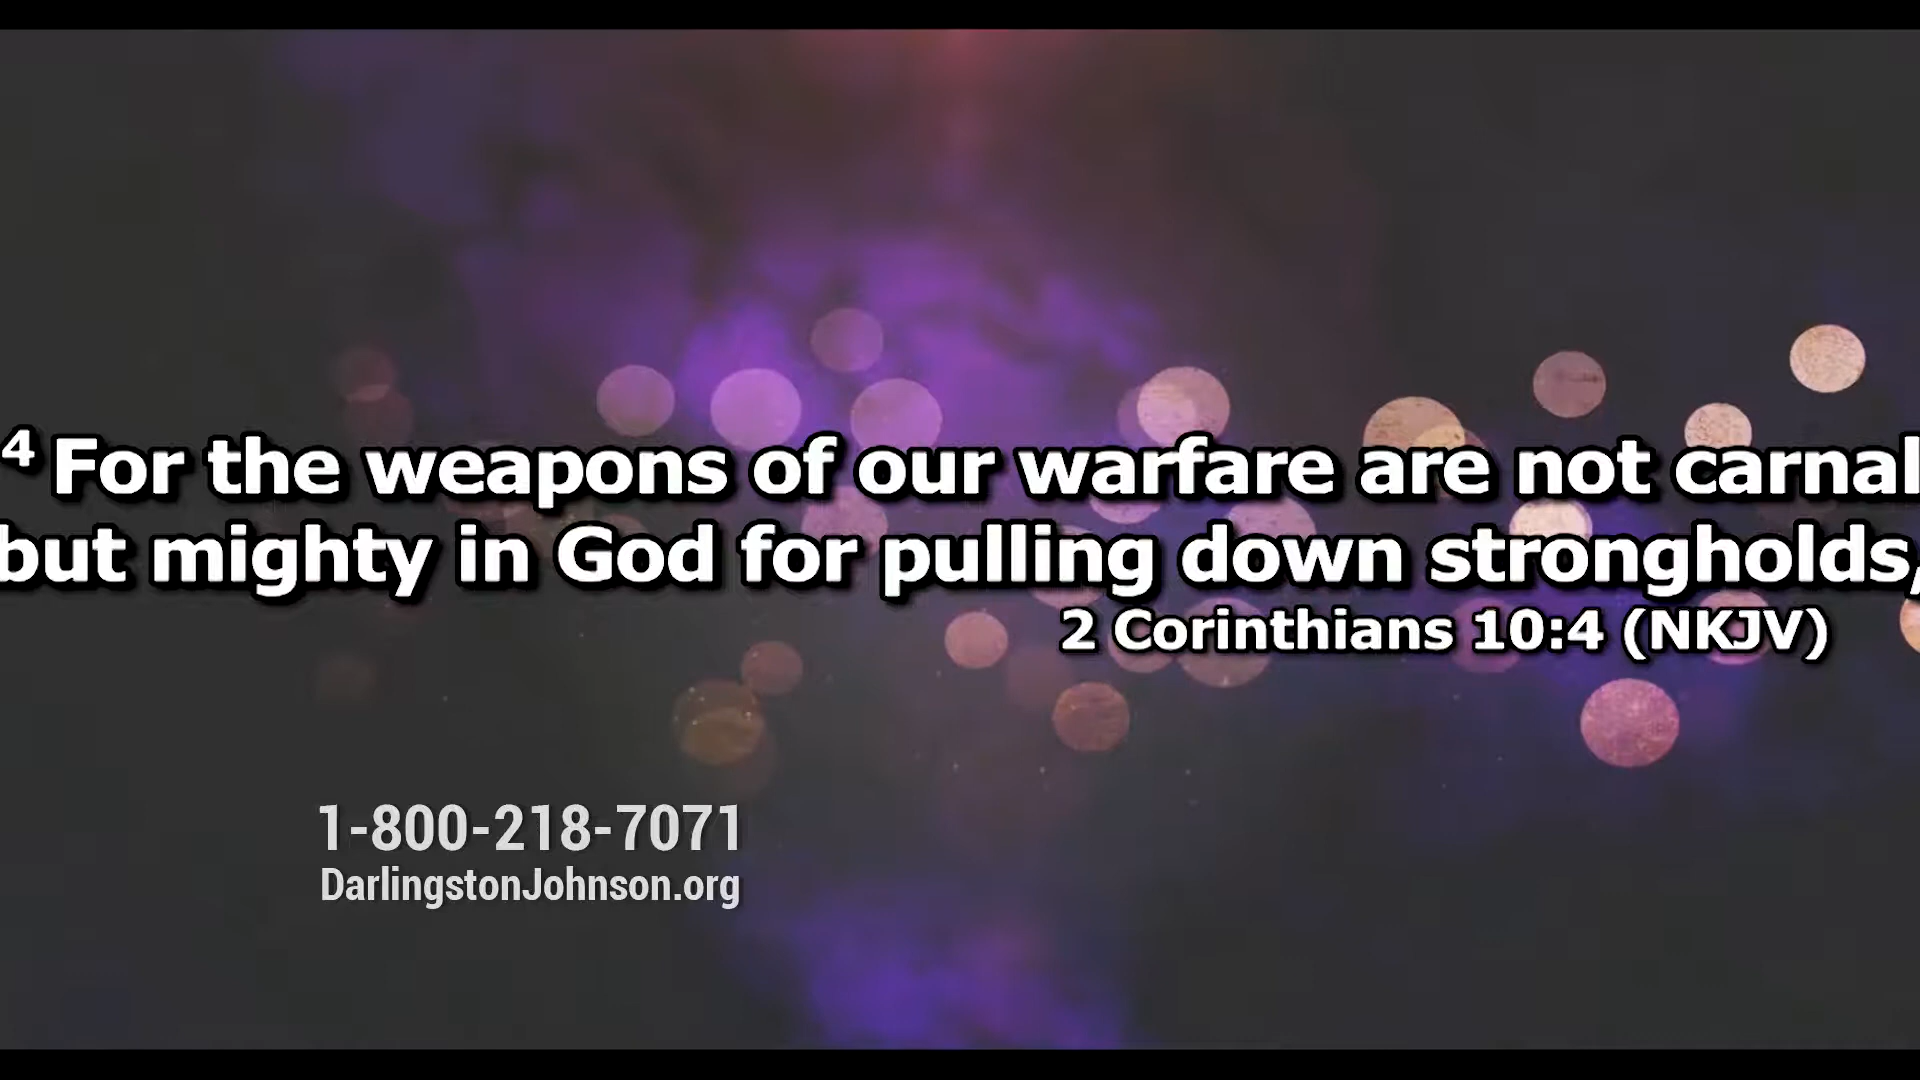 4 For the weapons of our warfare are not carnal
but mighty in God for pulling down strongholds,
2 Corinthians 10:4 (NKJV)
1-800-218-7071
DarlingstonJohnson.org